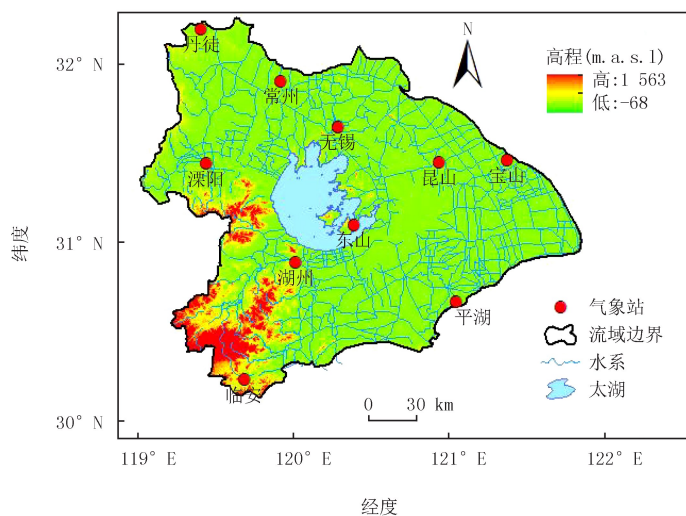 N
高程(m.a.s.l)
高:1 563
低:-68
32° N
31° N
30° N
纬度
丹徒
常州
无锡
溧阳
昆山
宝山
东山
湖州
平湖
临安
气象站
流域边界
水系
太湖
0 30 km
119° E 120° E 121° E 122° E
经度